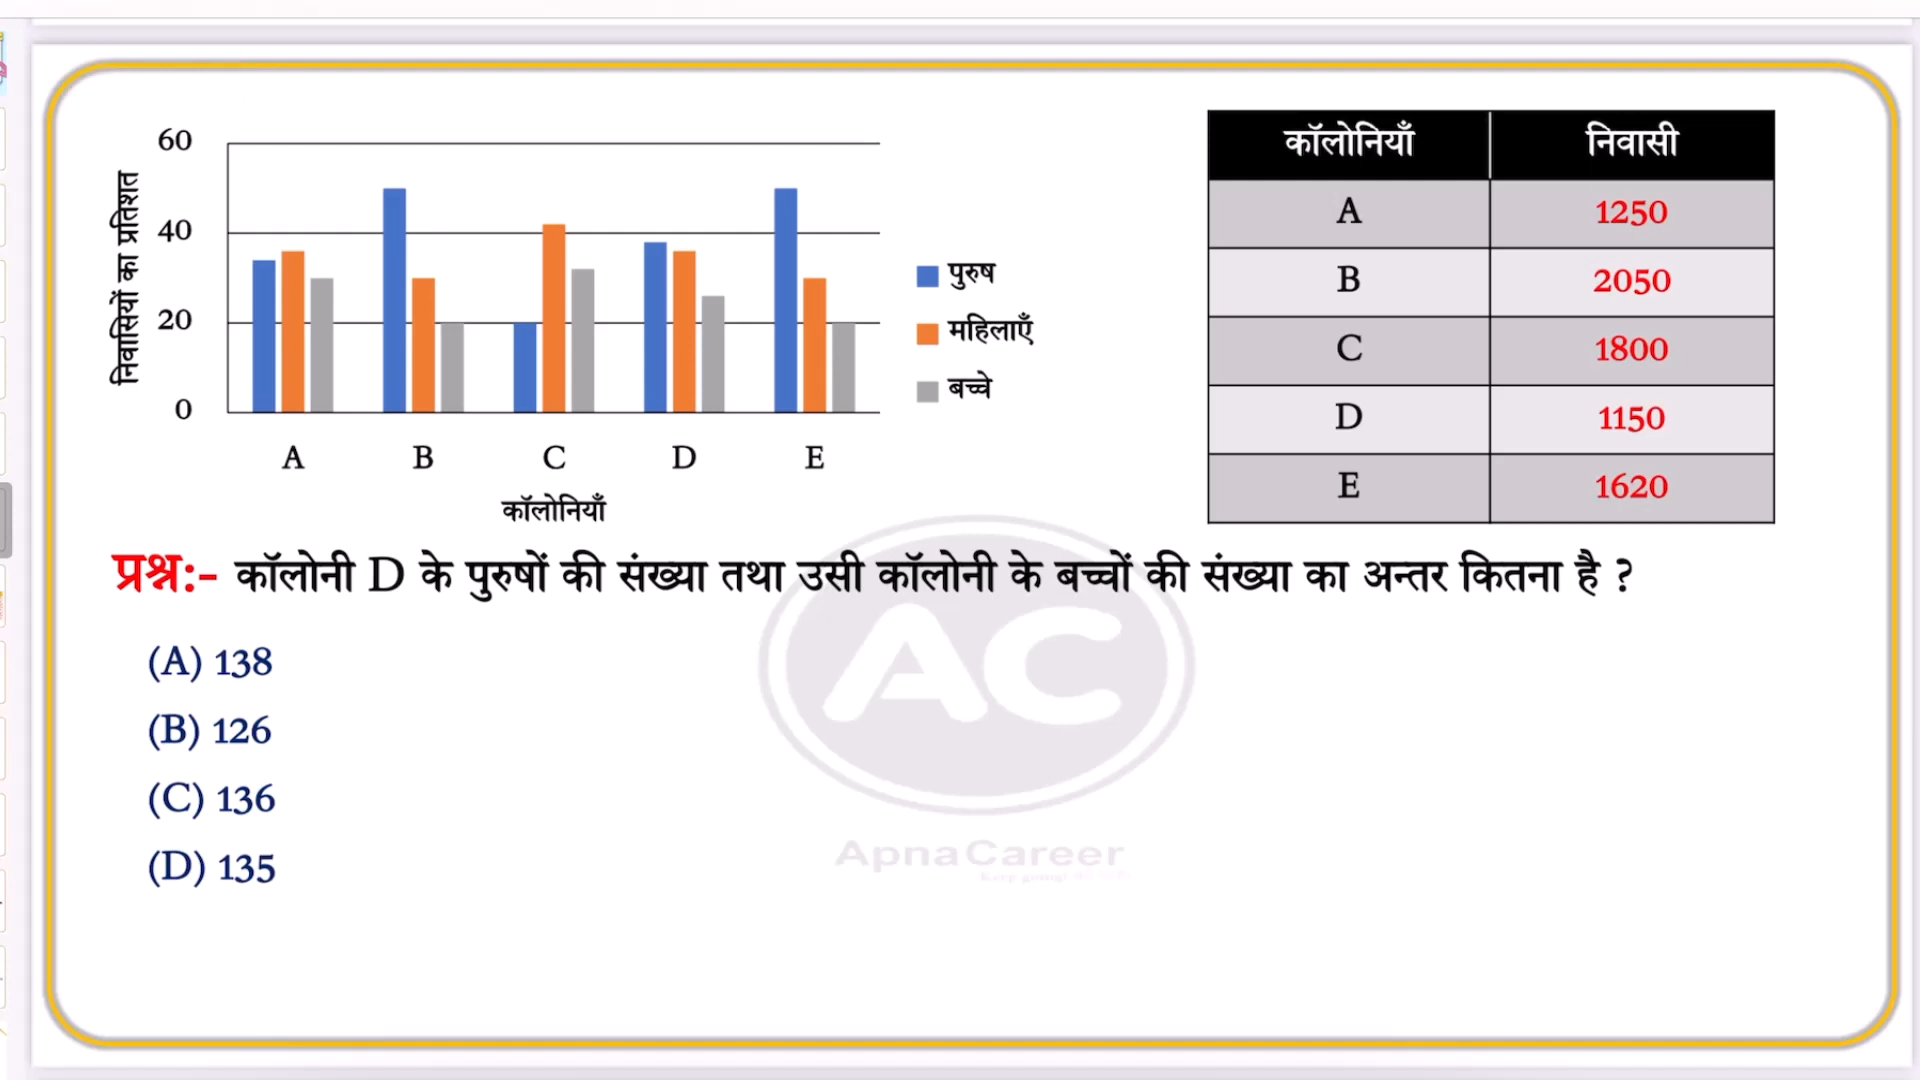 60
40
20
0
निवासियों का प्रतिशत
A B C D E
कॉलोनियाँ
पुरुष
महिलाएँ
बच्चे
कॉलोनियाँ निवासी
A 1250
B 2050
C 1800
D 1150
E 1620
प्रश्न:- कॉलोनी D के पुरुषों की संख्या तथा उसी कॉलोनी के बच्चों की संख्या का अन्तर कितना है ?
(A) 138
(B) 126
(C) 136
(D) 135
AC
ApnaCareer